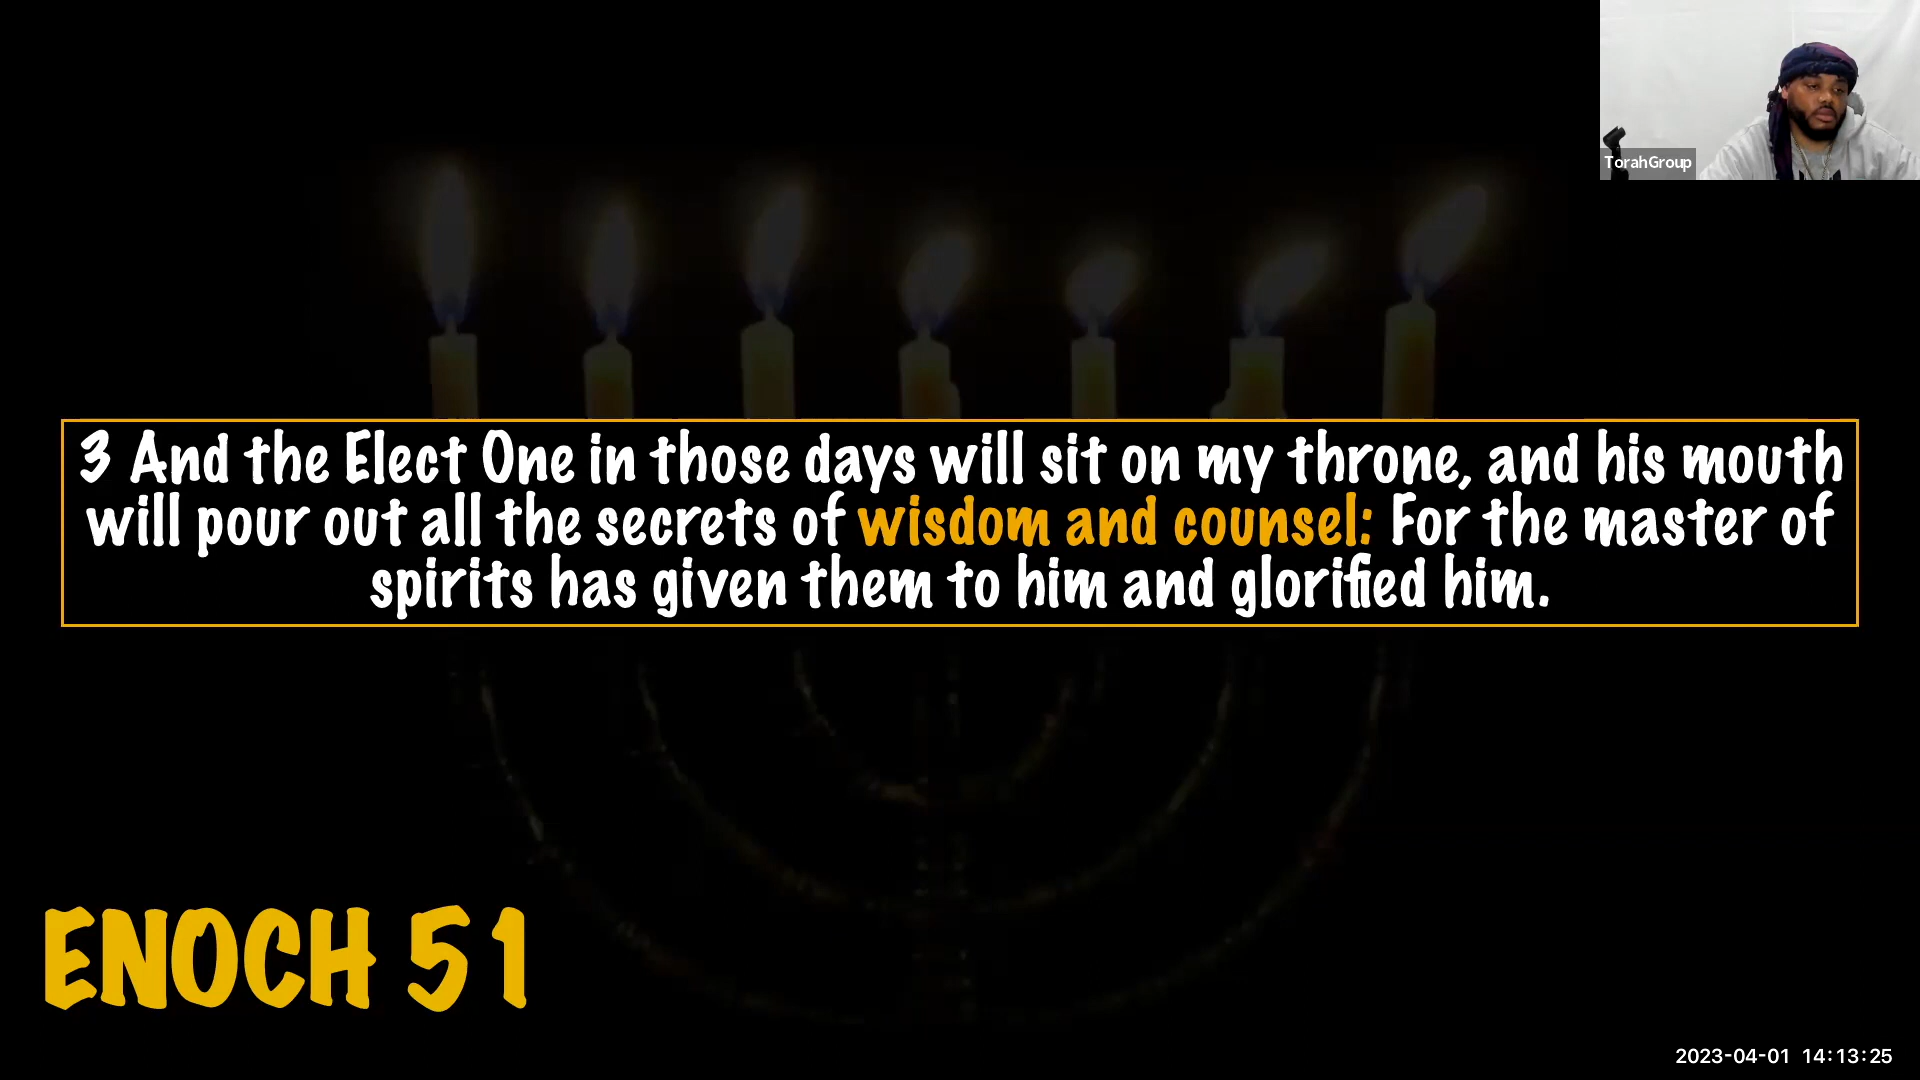 TorahGroup
3 And the Elect One in those days will sit on my throne, and his mouth
will pour out all the secrets of wisdom and counsel: For the master of
spirits has given them to him and glorified him.
ENOCH 51
2023-04-01 14:13:25